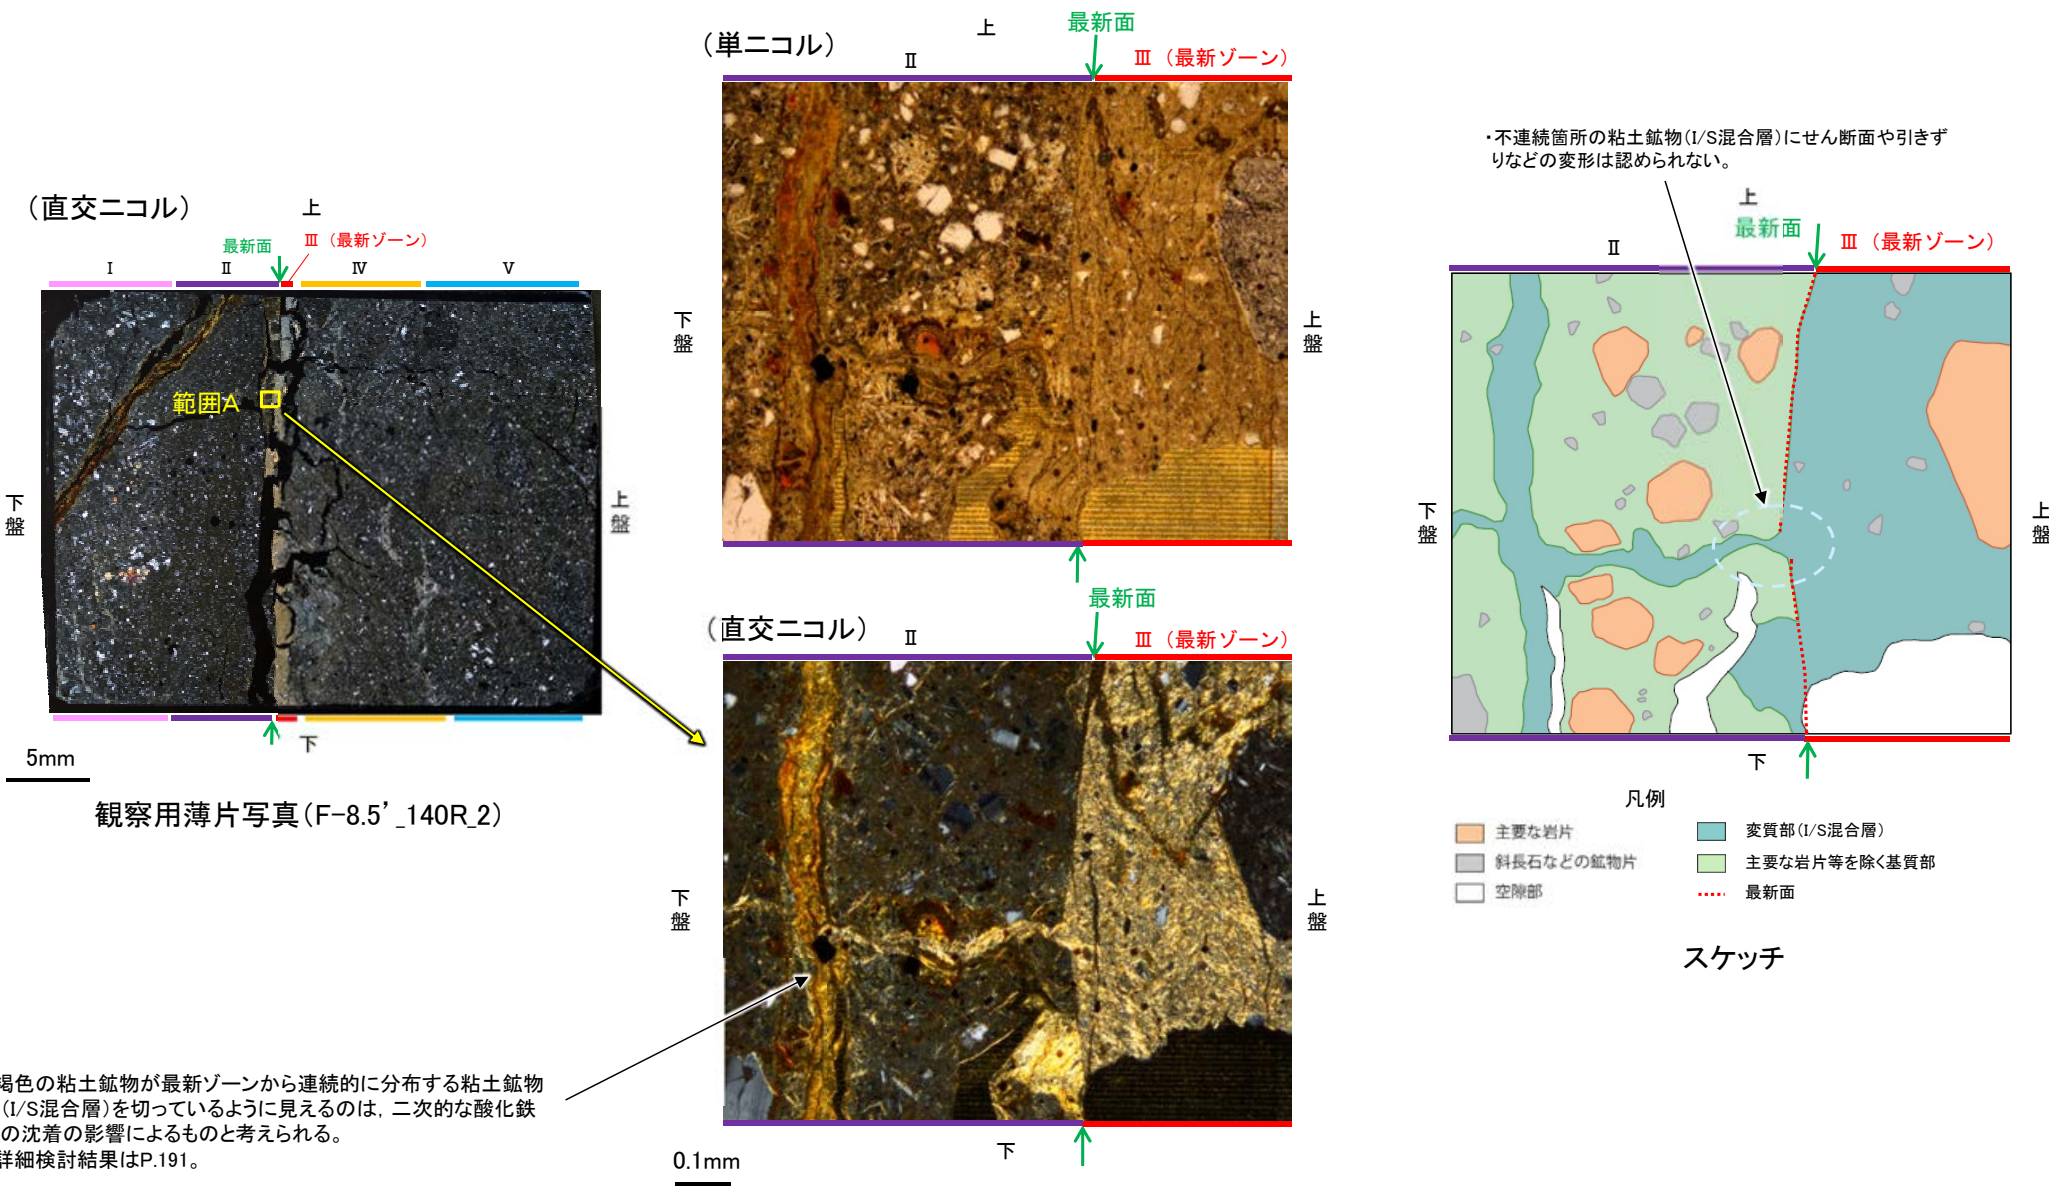 (直交ニコル)
上
最新面
Ⅲ (最新ゾーン)
Ⅰ
Ⅱ
Ⅳ
Ⅴ
範囲A
下盤
上盤
下
5mm
観察用薄片写真(F-8.5’_140R_2)
褐色の粘土鉱物が最新ゾーンから連続的に分布する粘土鉱物
(I/S混合層)を切っているように見えるのは，二次的な酸化鉄
の沈着の影響によるものと考えられる。
詳細検討結果はP.191。
(単ニコル)
上
最新面
Ⅱ
Ⅲ (最新ゾーン)
下盤
上盤
最新面
(直交ニコル)
Ⅱ
Ⅲ (最新ゾーン)
下盤
上盤
下
0.1mm
・不連続箇所の粘土鉱物(I/S混合層)にせん断面や引きず
りなどの変形は認められない。
上
最新面
Ⅱ
Ⅲ (最新ゾーン)
下盤
上盤
下
凡例
主要な岩片
変質部(I/S混合層)
斜長石などの鉱物片
主要な岩片等を除く基質部
空隙部
最新面
スケッチ